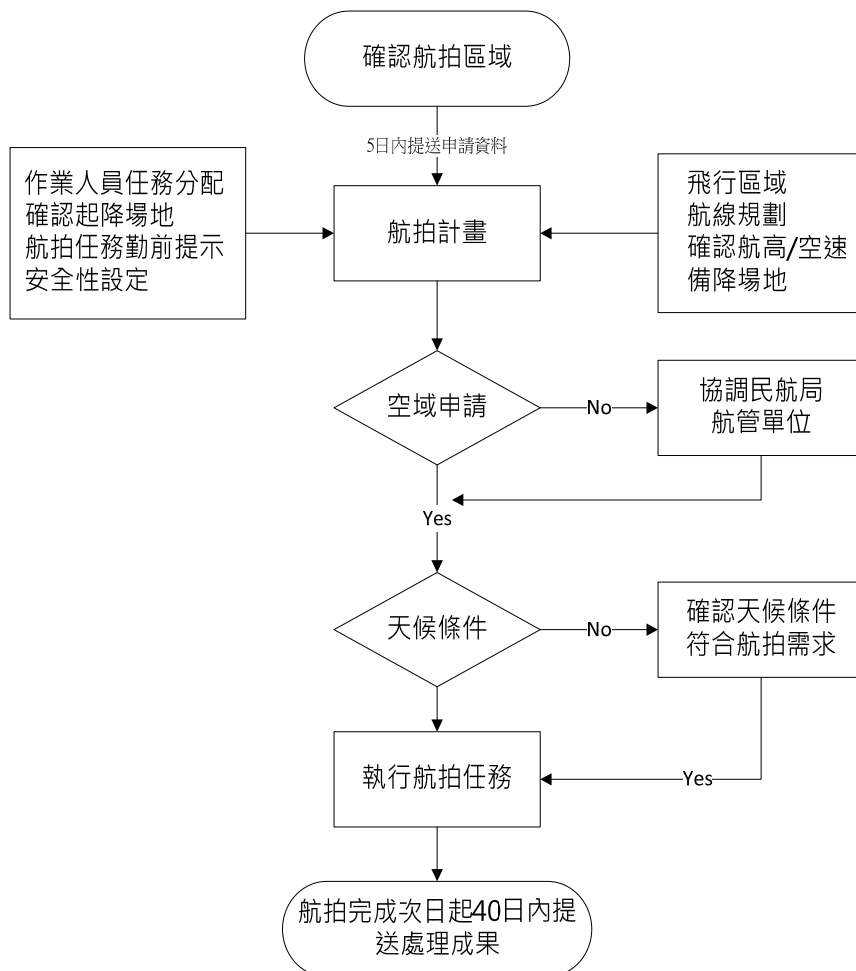 確認航拍區域
5日內提送申請資料
作業人員任務分配
確認起降場地
航拍任務勤前提示
安全性設定
航拍計畫
飛行區域
航線規劃
確認航高/空速
備降場地
空域申請
No
協調民航局
航管單位
Yes
天候條件
No
確認天候條件
符合航拍需求
執行航拍任務
Yes
航拍完成次日起40日內提
送處理成果